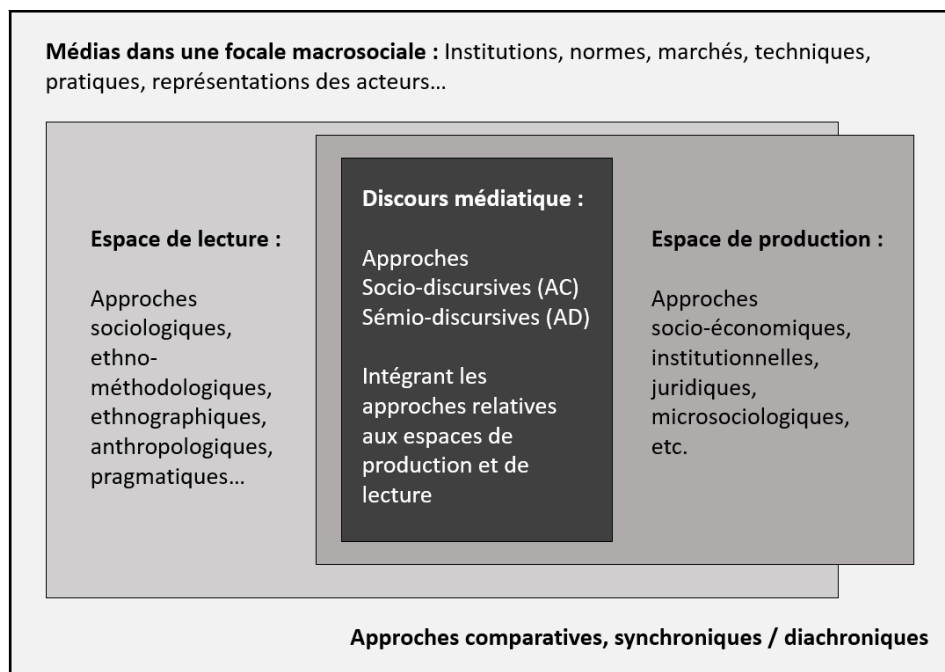 Médias dans une focale macrosociale : Institutions, normes, marchés, techniques,
pratiques, représentations des acteurs…
Espace de lecture :
Approches
sociologiques,
ethno-
méthodologiques,
ethnographiques,
anthropologiques,
pragmatiques…
Discours médiatique :
Approches
Socio-discursives (AC)
Sémio-discursives (AD)
Intégrant les
approches relatives
aux espaces de
production et de
lecture
Espace de production :
Approches
socio-économiques,
institutionnelles,
juridiques,
microsociologiques,
etc.
Approches comparatives, synchroniques / diachroniques